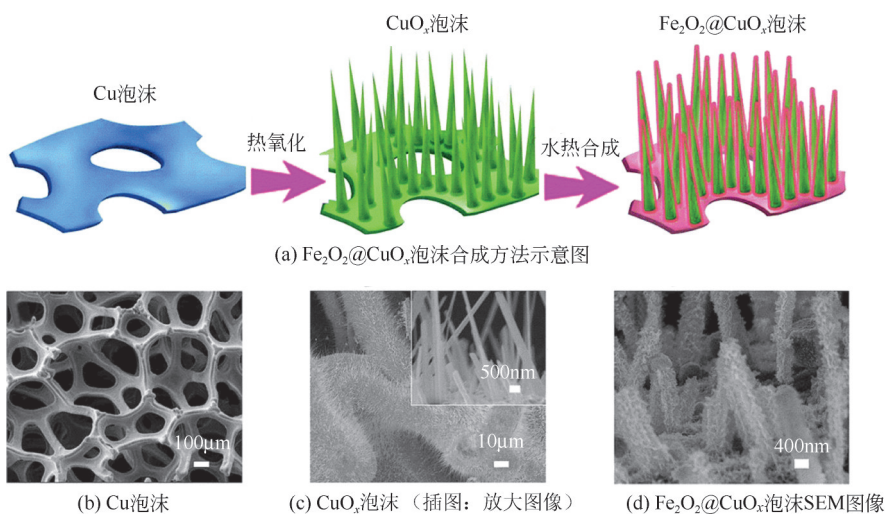 CuOₓ泡沫
Fe₂O₂@CuOₓ泡沫
Cu泡沫
热氧化
水热合成
(a) Fe₂O₂@CuOₓ泡沫合成方法示意图
500nm
100μm
10μm
400nm
(b) Cu泡沫
(c) CuOₓ泡沫 (插图:放大图像)
(d) Fe₂O₂@CuOₓ泡沫SEM图像